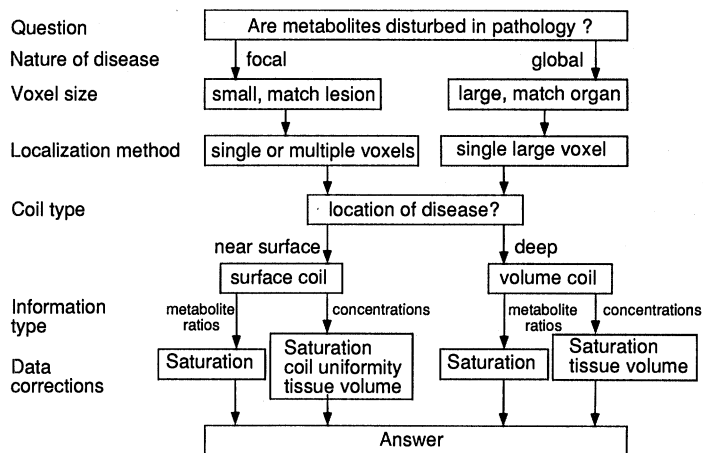 Question
Are metabolites disturbed in pathology ?
Nature of disease
focal
global
Voxel size
small, match lesion
large, match organ
Localization method
single or multiple voxels
single large voxel
Coil type
location of disease?
near surface
deep
surface coil
volume coil
Information
type
metabolite
ratios
concentrations
metabolite
ratios
concentrations
Data
corrections
Saturation
Saturation
coil uniformity
tissue volume
Saturation
Saturation
tissue volume
Answer